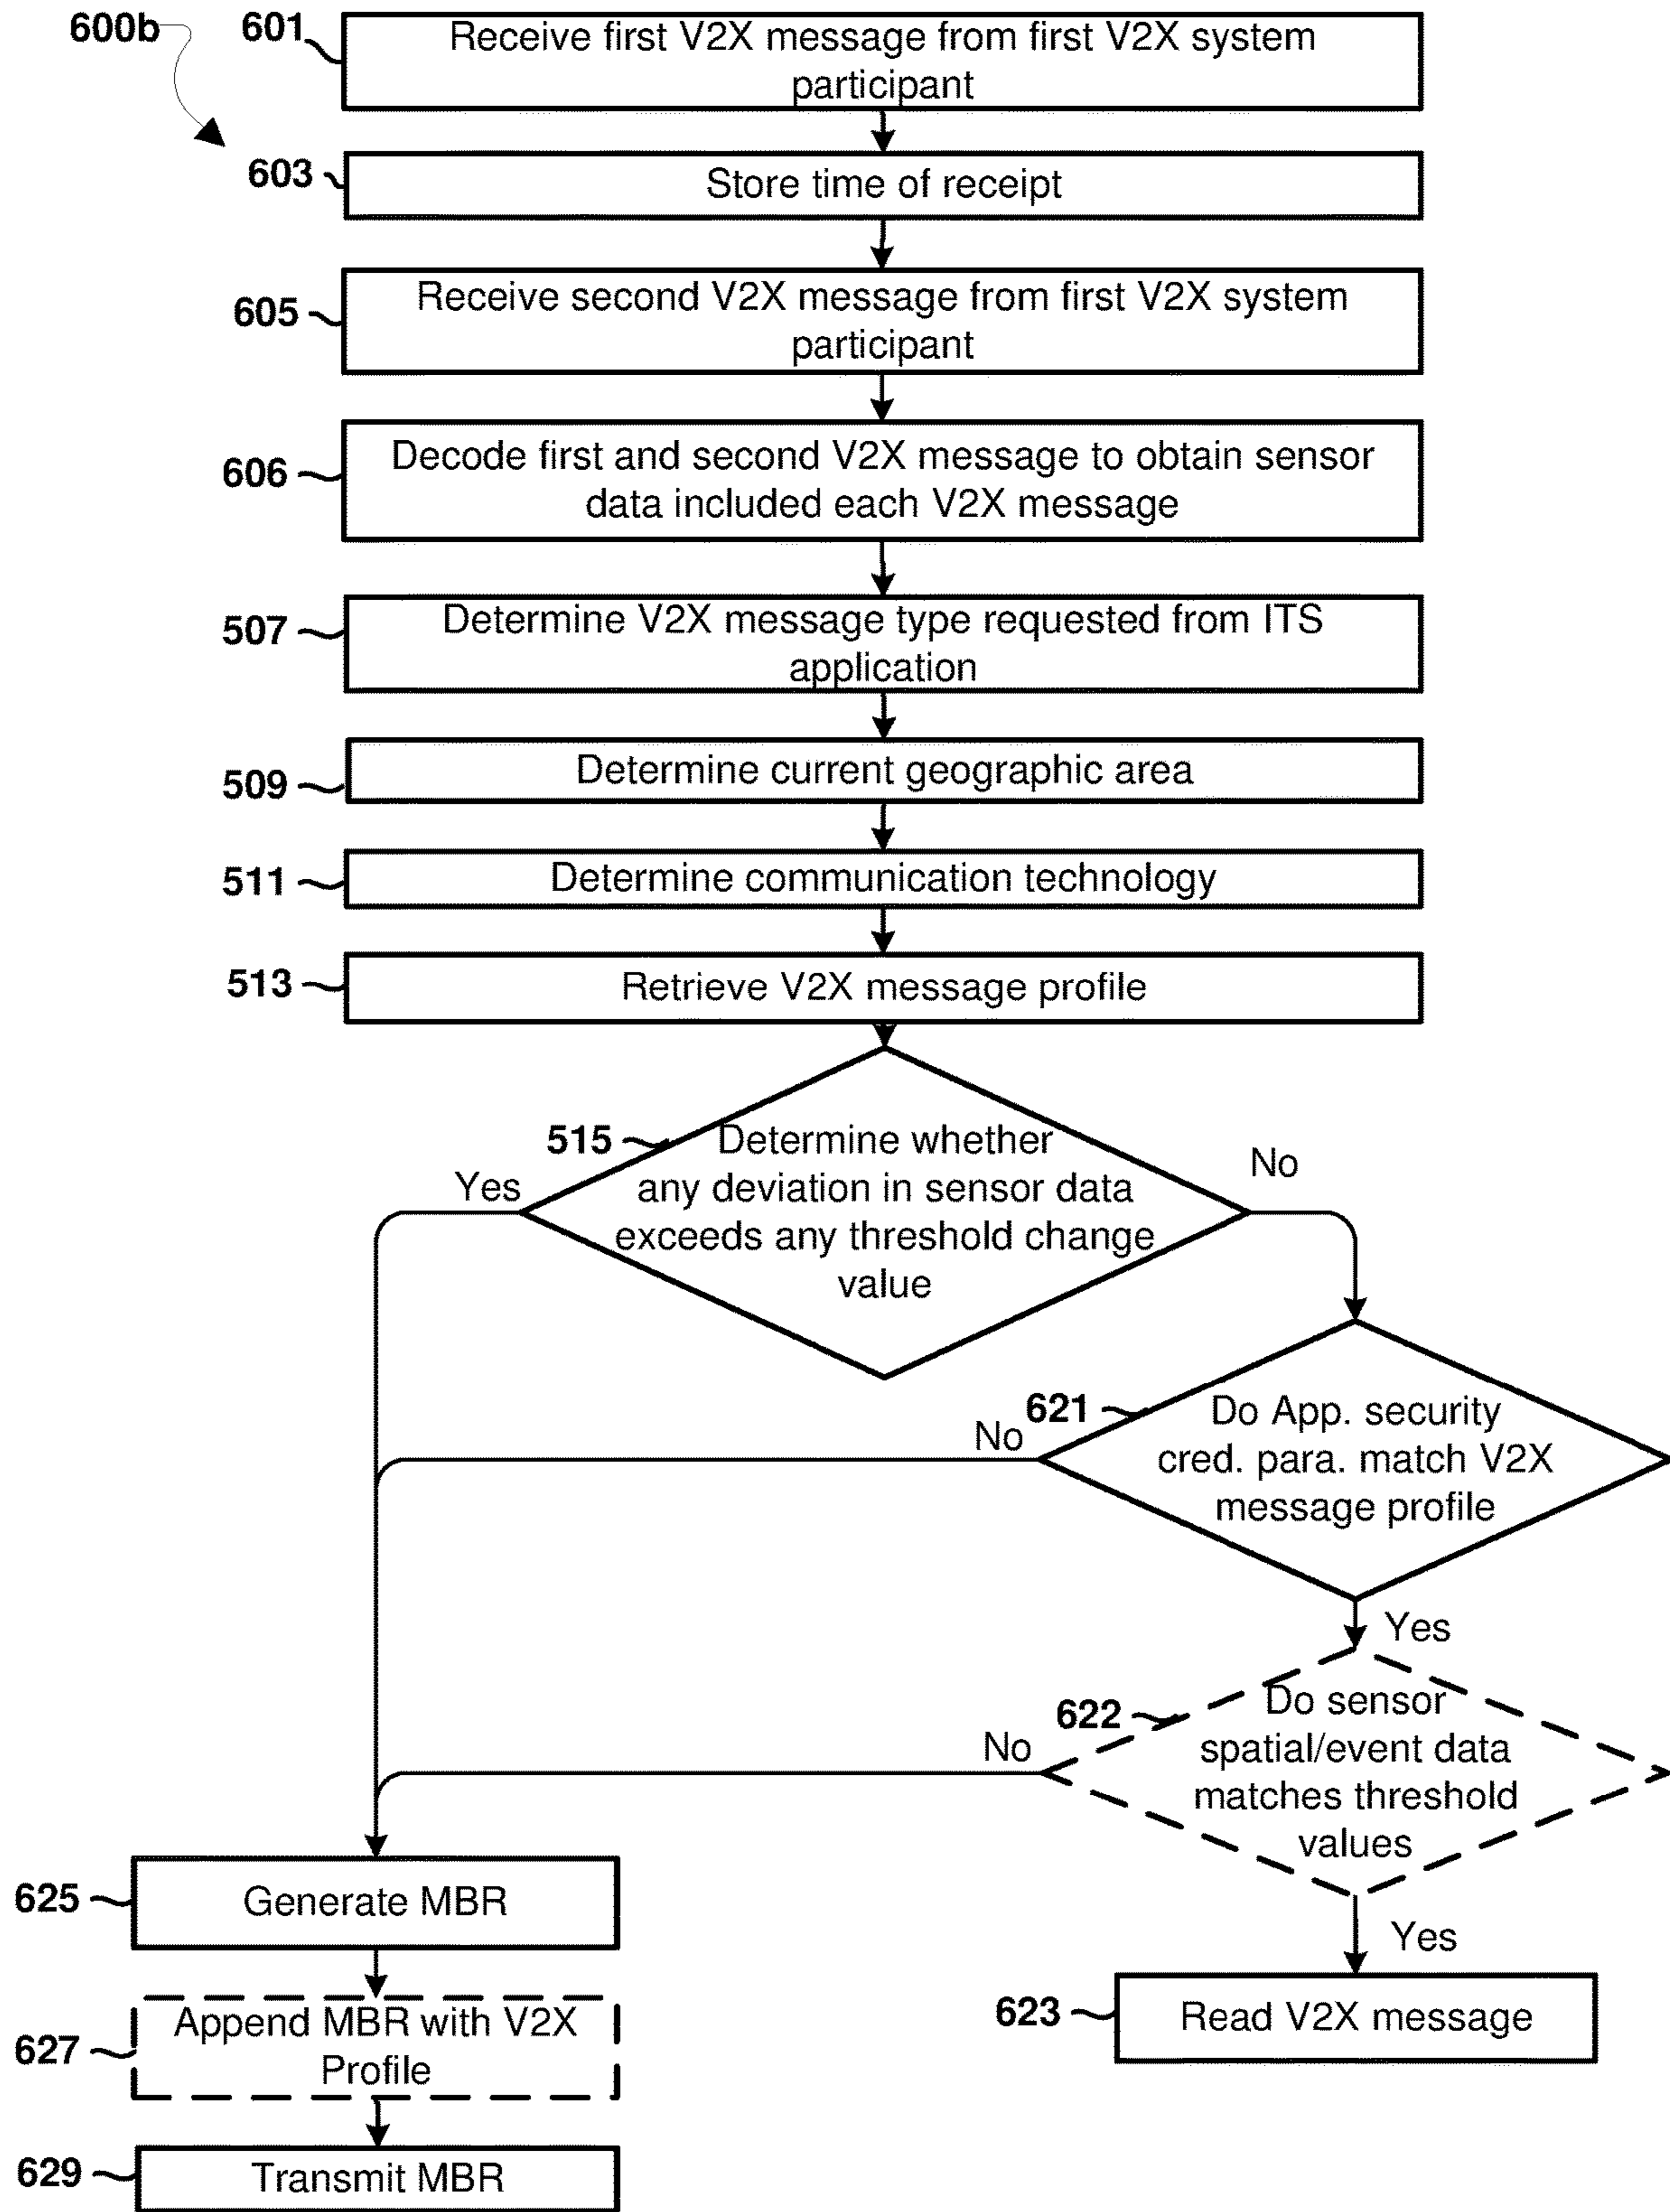 600b
601
Receive first V2X message from first V2X system
participant
603
Store time of receipt
605
Receive second V2X message from first V2X system
participant
606
Decode first and second V2X message to obtain sensor
data included each V2X message
507
Determine V2X message type requested from ITS
application
509
Determine current geographic area
511
Determine communication technology
513
Retrieve V2X message profile
515
Determine whether
any deviation in sensor data
exceeds any threshold change
value
Yes
No
621
Do App. security
cred. para. match V2X
message profile
No
Yes
622
Do sensor
spatial/event data
matches threshold
values
No
Yes
625
Generate MBR
623
Read V2X message
627
Append MBR with V2X
Profile
629
Transmit MBR